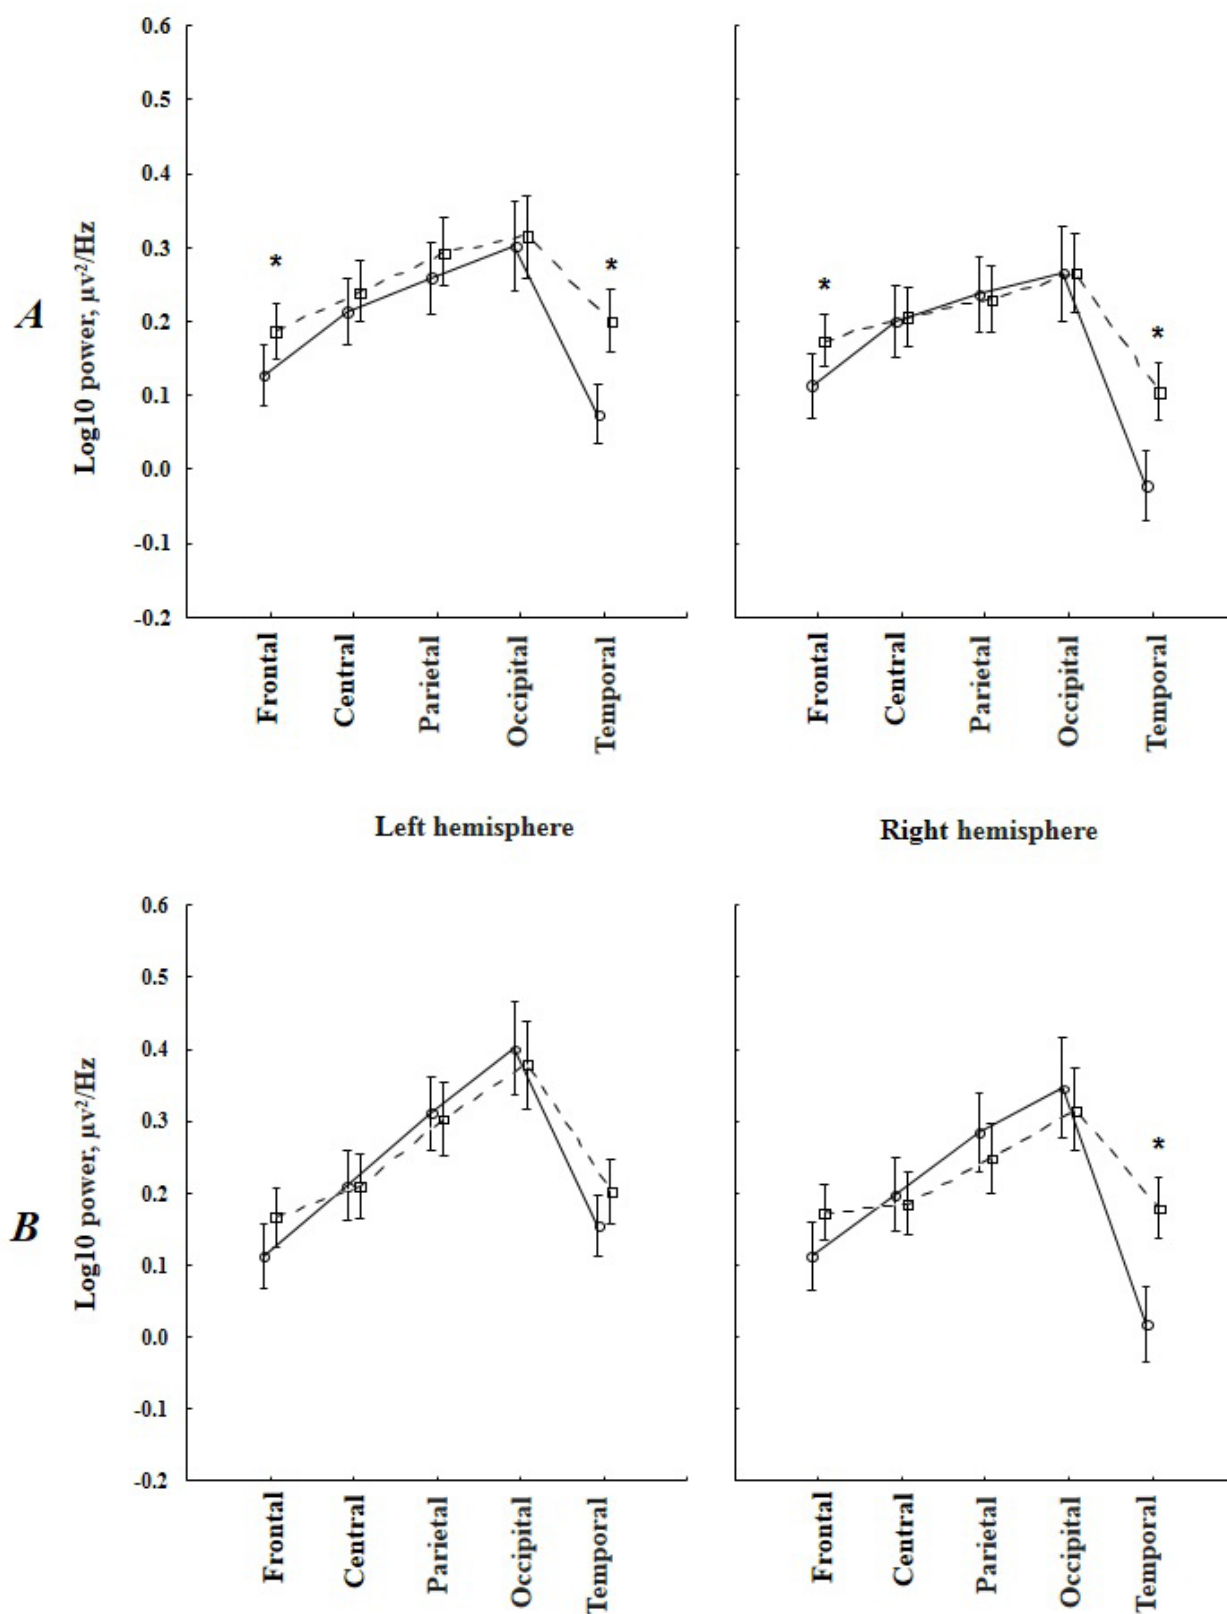 0.6
0.5
0.4
0.3
0.2
0.1
0.0
-0.1
-0.2
Log10 power, µv²/Hz
A
*
*
*
*
Frontal
Central
Parietal
Occipital
Temporal
Frontal
Central
Parietal
Occipital
Temporal
Left hemisphere
Right hemisphere
0.6
0.5
0.4
0.3
0.2
0.1
0.0
-0.1
-0.2
Log10 power, µv²/Hz
B
*
Frontal
Central
Parietal
Occipital
Temporal
Frontal
Central
Parietal
Occipital
Temporal